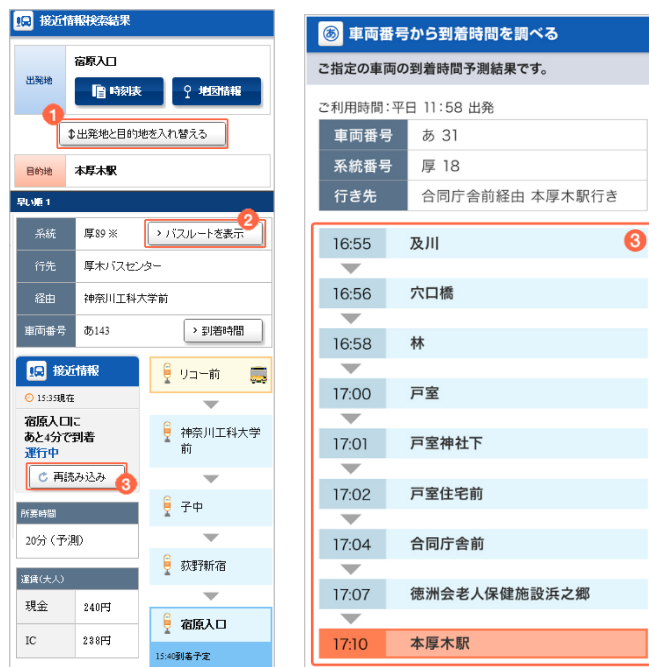 接近情報検索結果
出発地
宿原入口
時刻表
地図情報
1
⇕出発地と目的地を入れ替える
目的地
本厚木駅
早い順 1
2
系統
厚89 ※
› バスルートを表示
行先
厚木バスセンター
経由
神奈川工科大学前
車両番号
あ143
› 到着時間
接近情報
15:35現在
宿原入口に
あと4分で到着
運行中
再読み込み
3
所要時間
20分 (予測)
運賃(大人)
現金
240円
IC
238円
リコー前
神奈川工科大学
前
子中
荻野新宿
宿原入口
15:40到着予定
あ
車両番号から到着時間を調べる
ご指定の車両の到着時間予測結果です。
ご利用時間:平日 11:58 出発
車両番号
あ 31
系統番号
厚 18
行き先
合同庁舎前経由 本厚木駅行き
3
16:55 及川
16:56 穴口橋
16:58 林
17:00 戸室
17:01 戸室神社下
17:02 戸室住宅前
17:04 合同庁舎前
17:07 徳洲会老人保健施設浜之郷
17:10 本厚木駅